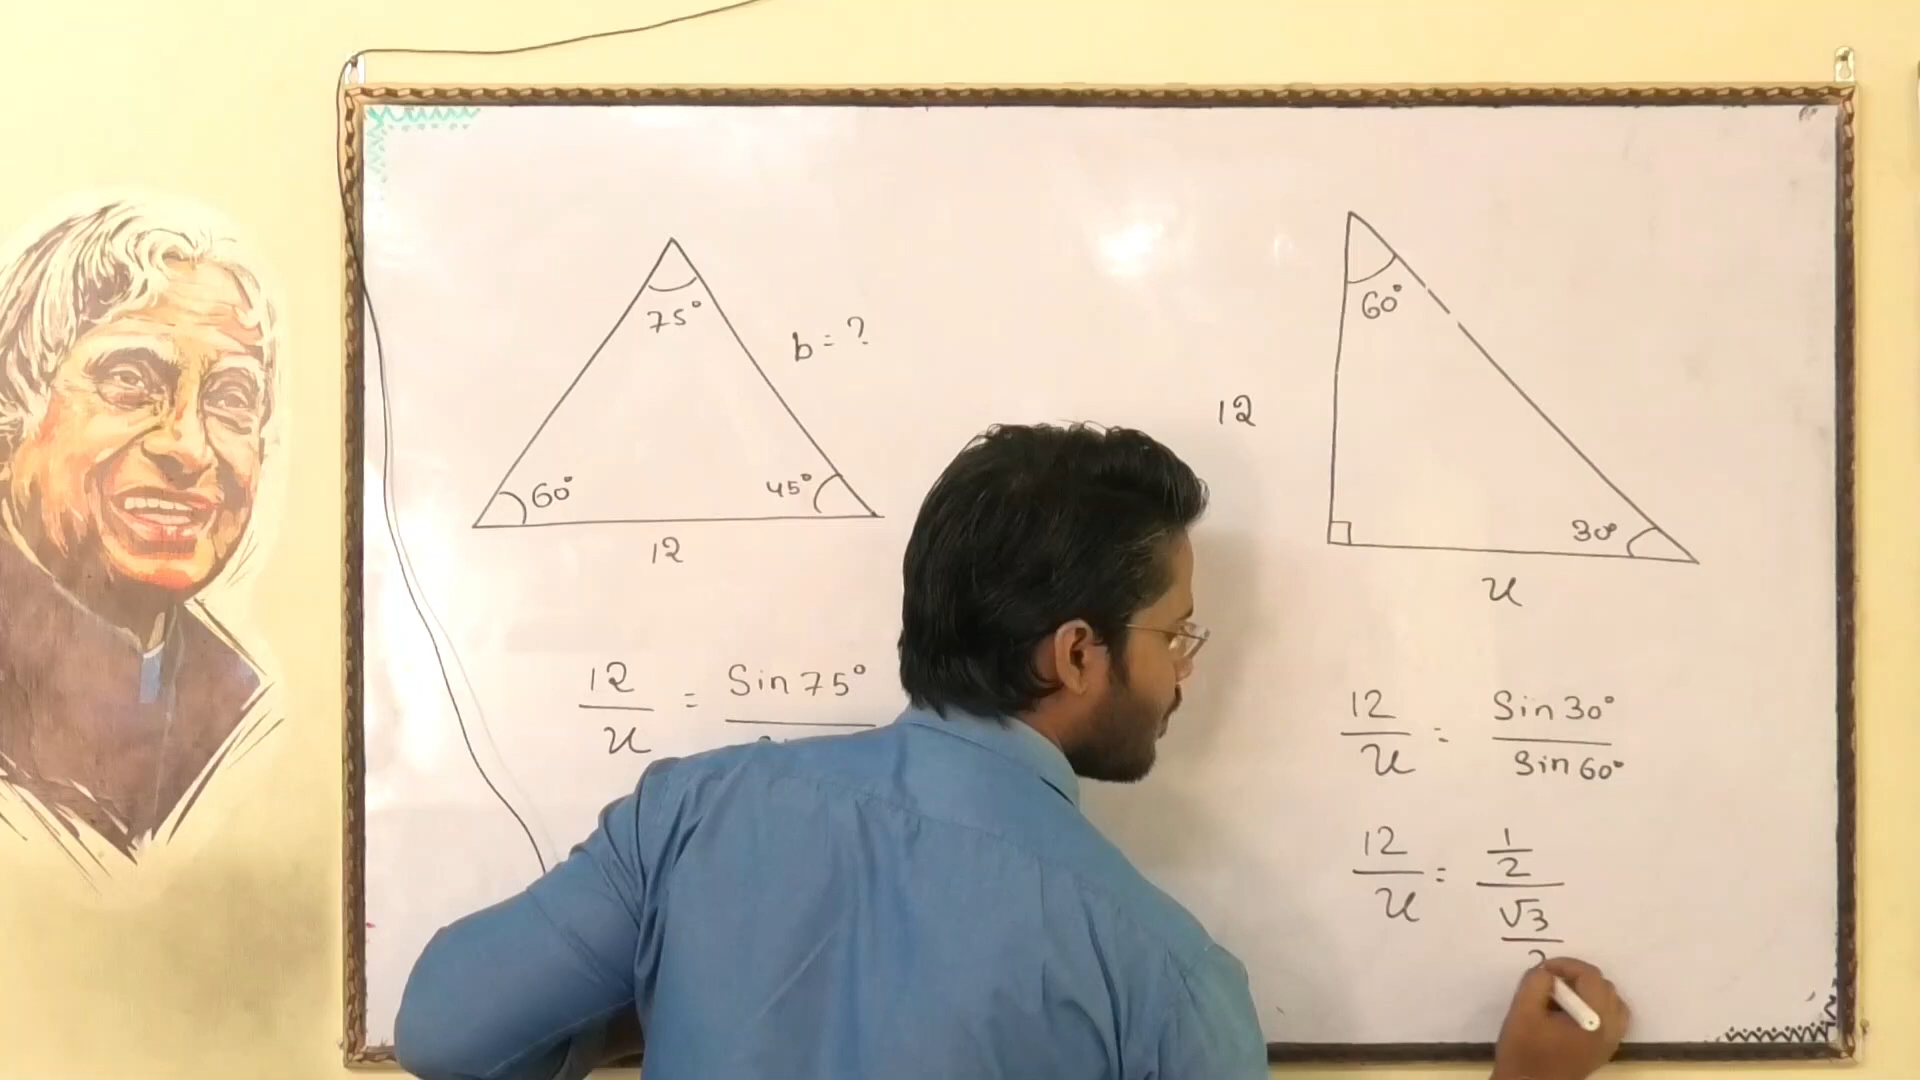 75°
b = ?
60°
45°
12
12/x = Sin 75°
60°
12
30°
x
12/x = Sin 30°/Sin 60°
12/x = 1/2 / √3/2